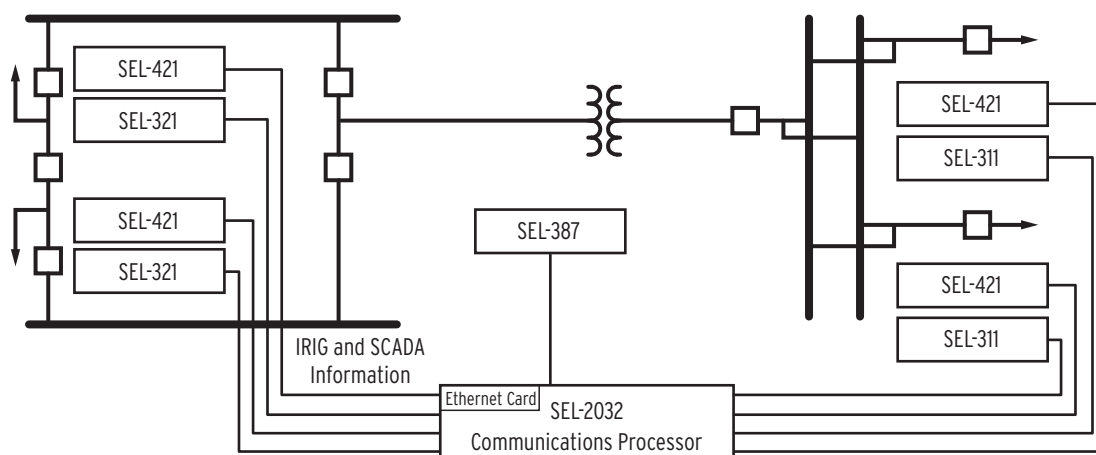 SEL-421
SEL-321
SEL-421
SEL-321
SEL-387
SEL-421
SEL-311
SEL-421
SEL-311
IRIG and SCADA
Information
Ethernet Card
SEL-2032
Communications Processor